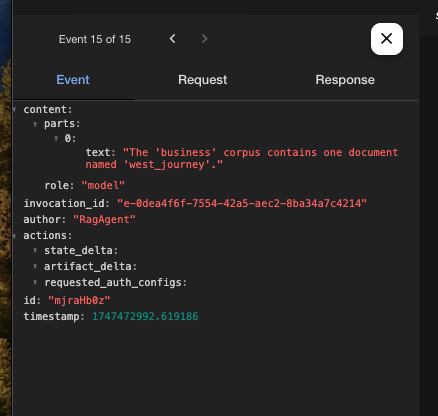 Event 15 of 15
Event Request Response
content:
parts:
0:
text: "The 'business' corpus contains one document
named 'west_journey'."
role: "model"
invocation_id: "e-0dea4f6f-7554-42a5-aec2-8ba34a7c4214"
author: "RagAgent"
actions:
state_delta:
artifact_delta:
requested_auth_configs:
id: "mjraHb0z"
timestamp: 1747472992.619186